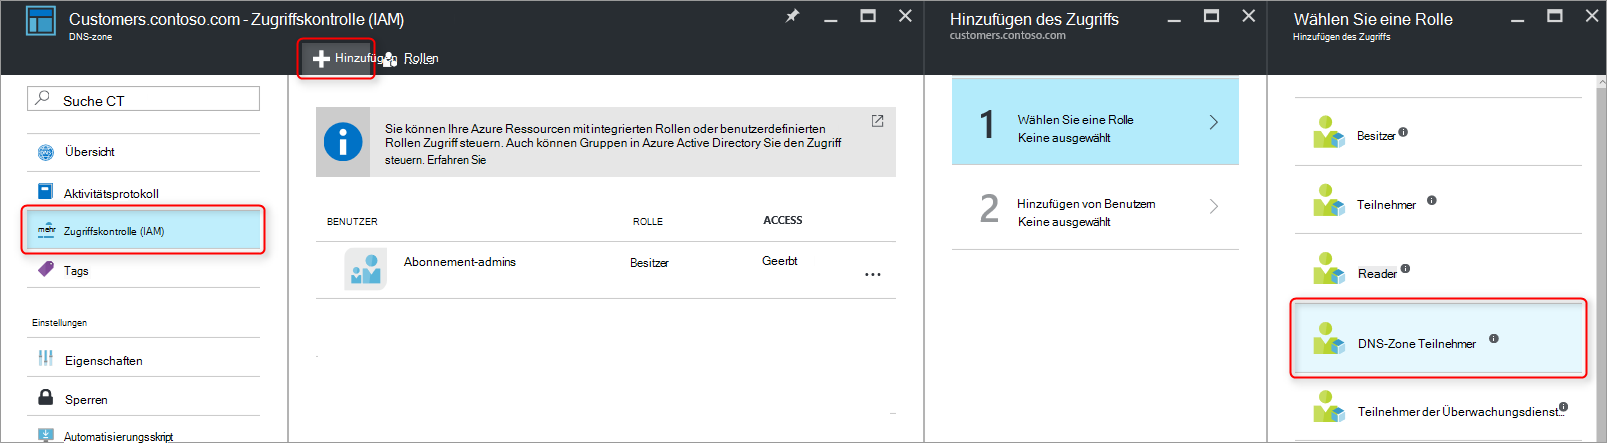 Customers.contoso.com - Zugriffskontrolle (IAM)
DNS-zone
Hinzufügen
Rollen
Suche CT
Übersicht
Aktivitätsprotokoll
mehr
Zugriffskontrolle (IAM)
Tags
Einstellungen
Eigenschaften
Sperren
Automatisierungsskript
Sie können Ihre Azure Ressourcen mit integrierten Rollen oder benutzerdefinierten
Rollen Zugriff steuern. Auch können Gruppen in Azure Active Directory Sie den Zugriff
steuern. Erfahren Sie
BENUTZER ROLLE ACCESS
Abonnement-admins Besitzer Geerbt
Hinzufügen des Zugriffs
customers.contoso.com
1 Wählen Sie eine Rolle
Keine ausgewählt
2 Hinzufügen von Benutzern
Keine ausgewählt
Wählen Sie eine Rolle
Hinzufügen des Zugriffs
Besitzer
Teilnehmer
Reader
DNS-Zone Teilnehmer
Teilnehmer der Überwachungsdienst...